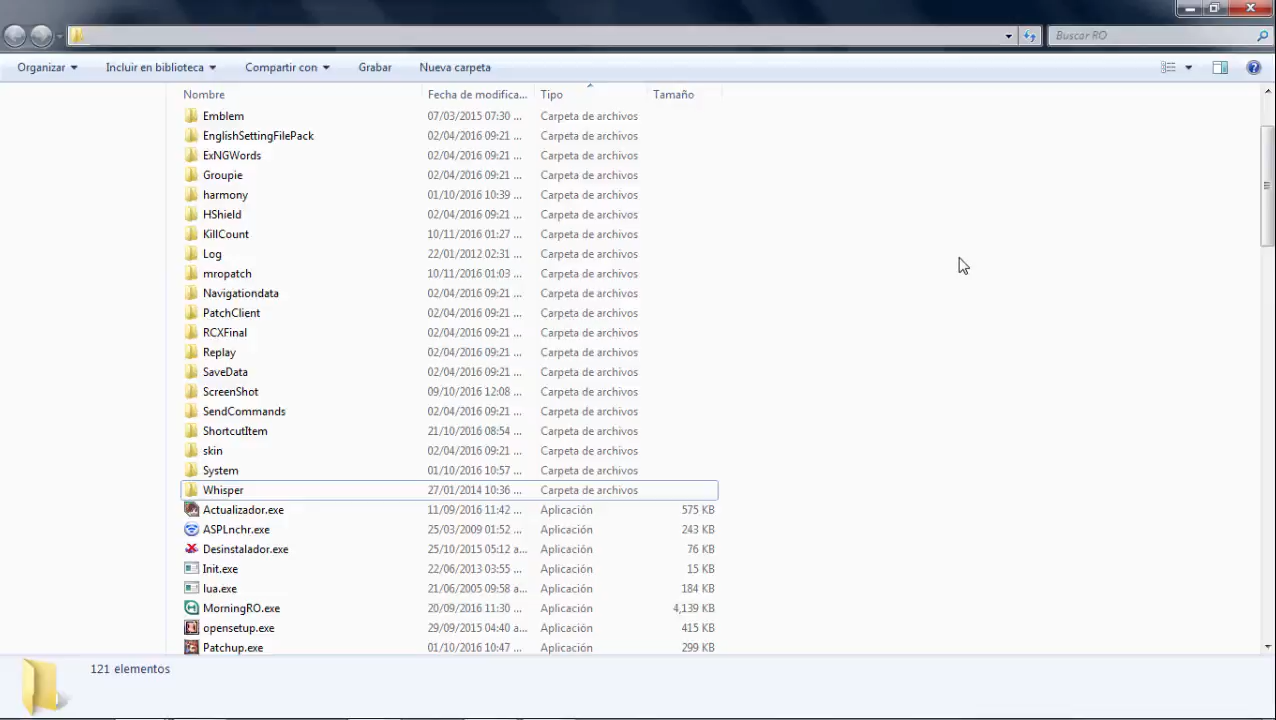 Buscar RO
Organizar Incluir en biblioteca Compartir con Grabar Nueva carpeta
Nombre Fecha de modifica... Tipo Tamaño
Emblem 07/03/2015 07:30 ... Carpeta de archivos
EnglishSettingFilePack 02/04/2016 09:21 ... Carpeta de archivos
ExNGWords 02/04/2016 09:21 ... Carpeta de archivos
Groupie 02/04/2016 09:21 ... Carpeta de archivos
harmony 01/10/2016 10:39 ... Carpeta de archivos
HShield 02/04/2016 09:21 ... Carpeta de archivos
KillCount 10/11/2016 01:27 ... Carpeta de archivos
Log 22/01/2012 02:31 ... Carpeta de archivos
mropatch 10/11/2016 01:03 ... Carpeta de archivos
Navigationdata 02/04/2016 09:21 ... Carpeta de archivos
PatchClient 02/04/2016 09:21 ... Carpeta de archivos
RCXFinal 02/04/2016 09:21 ... Carpeta de archivos
Replay 02/04/2016 09:21 ... Carpeta de archivos
SaveData 02/04/2016 09:21 ... Carpeta de archivos
ScreenShot 09/10/2016 12:08 ... Carpeta de archivos
SendCommands 02/04/2016 09:21 ... Carpeta de archivos
ShortcutItem 21/10/2016 08:54 ... Carpeta de archivos
skin 02/04/2016 09:21 ... Carpeta de archivos
System 01/10/2016 10:57 ... Carpeta de archivos
Whisper 27/01/2014 10:36 ... Carpeta de archivos
Actualizador.exe 11/09/2016 11:42 ... Aplicación 575 KB
ASPLnchr.exe 25/03/2009 01:52 ... Aplicación 243 KB
Desinstalador.exe 25/10/2015 05:12 a... Aplicación 76 KB
Init.exe 22/06/2013 03:55 ... Aplicación 15 KB
lua.exe 21/06/2005 09:58 a... Aplicación 184 KB
MorningRO.exe 20/09/2016 11:30 ... Aplicación 4,139 KB
opensetup.exe 29/09/2015 04:40 a... Aplicación 415 KB
Patchup.exe 01/10/2016 10:47 ... Aplicación 299 KB
121 elementos